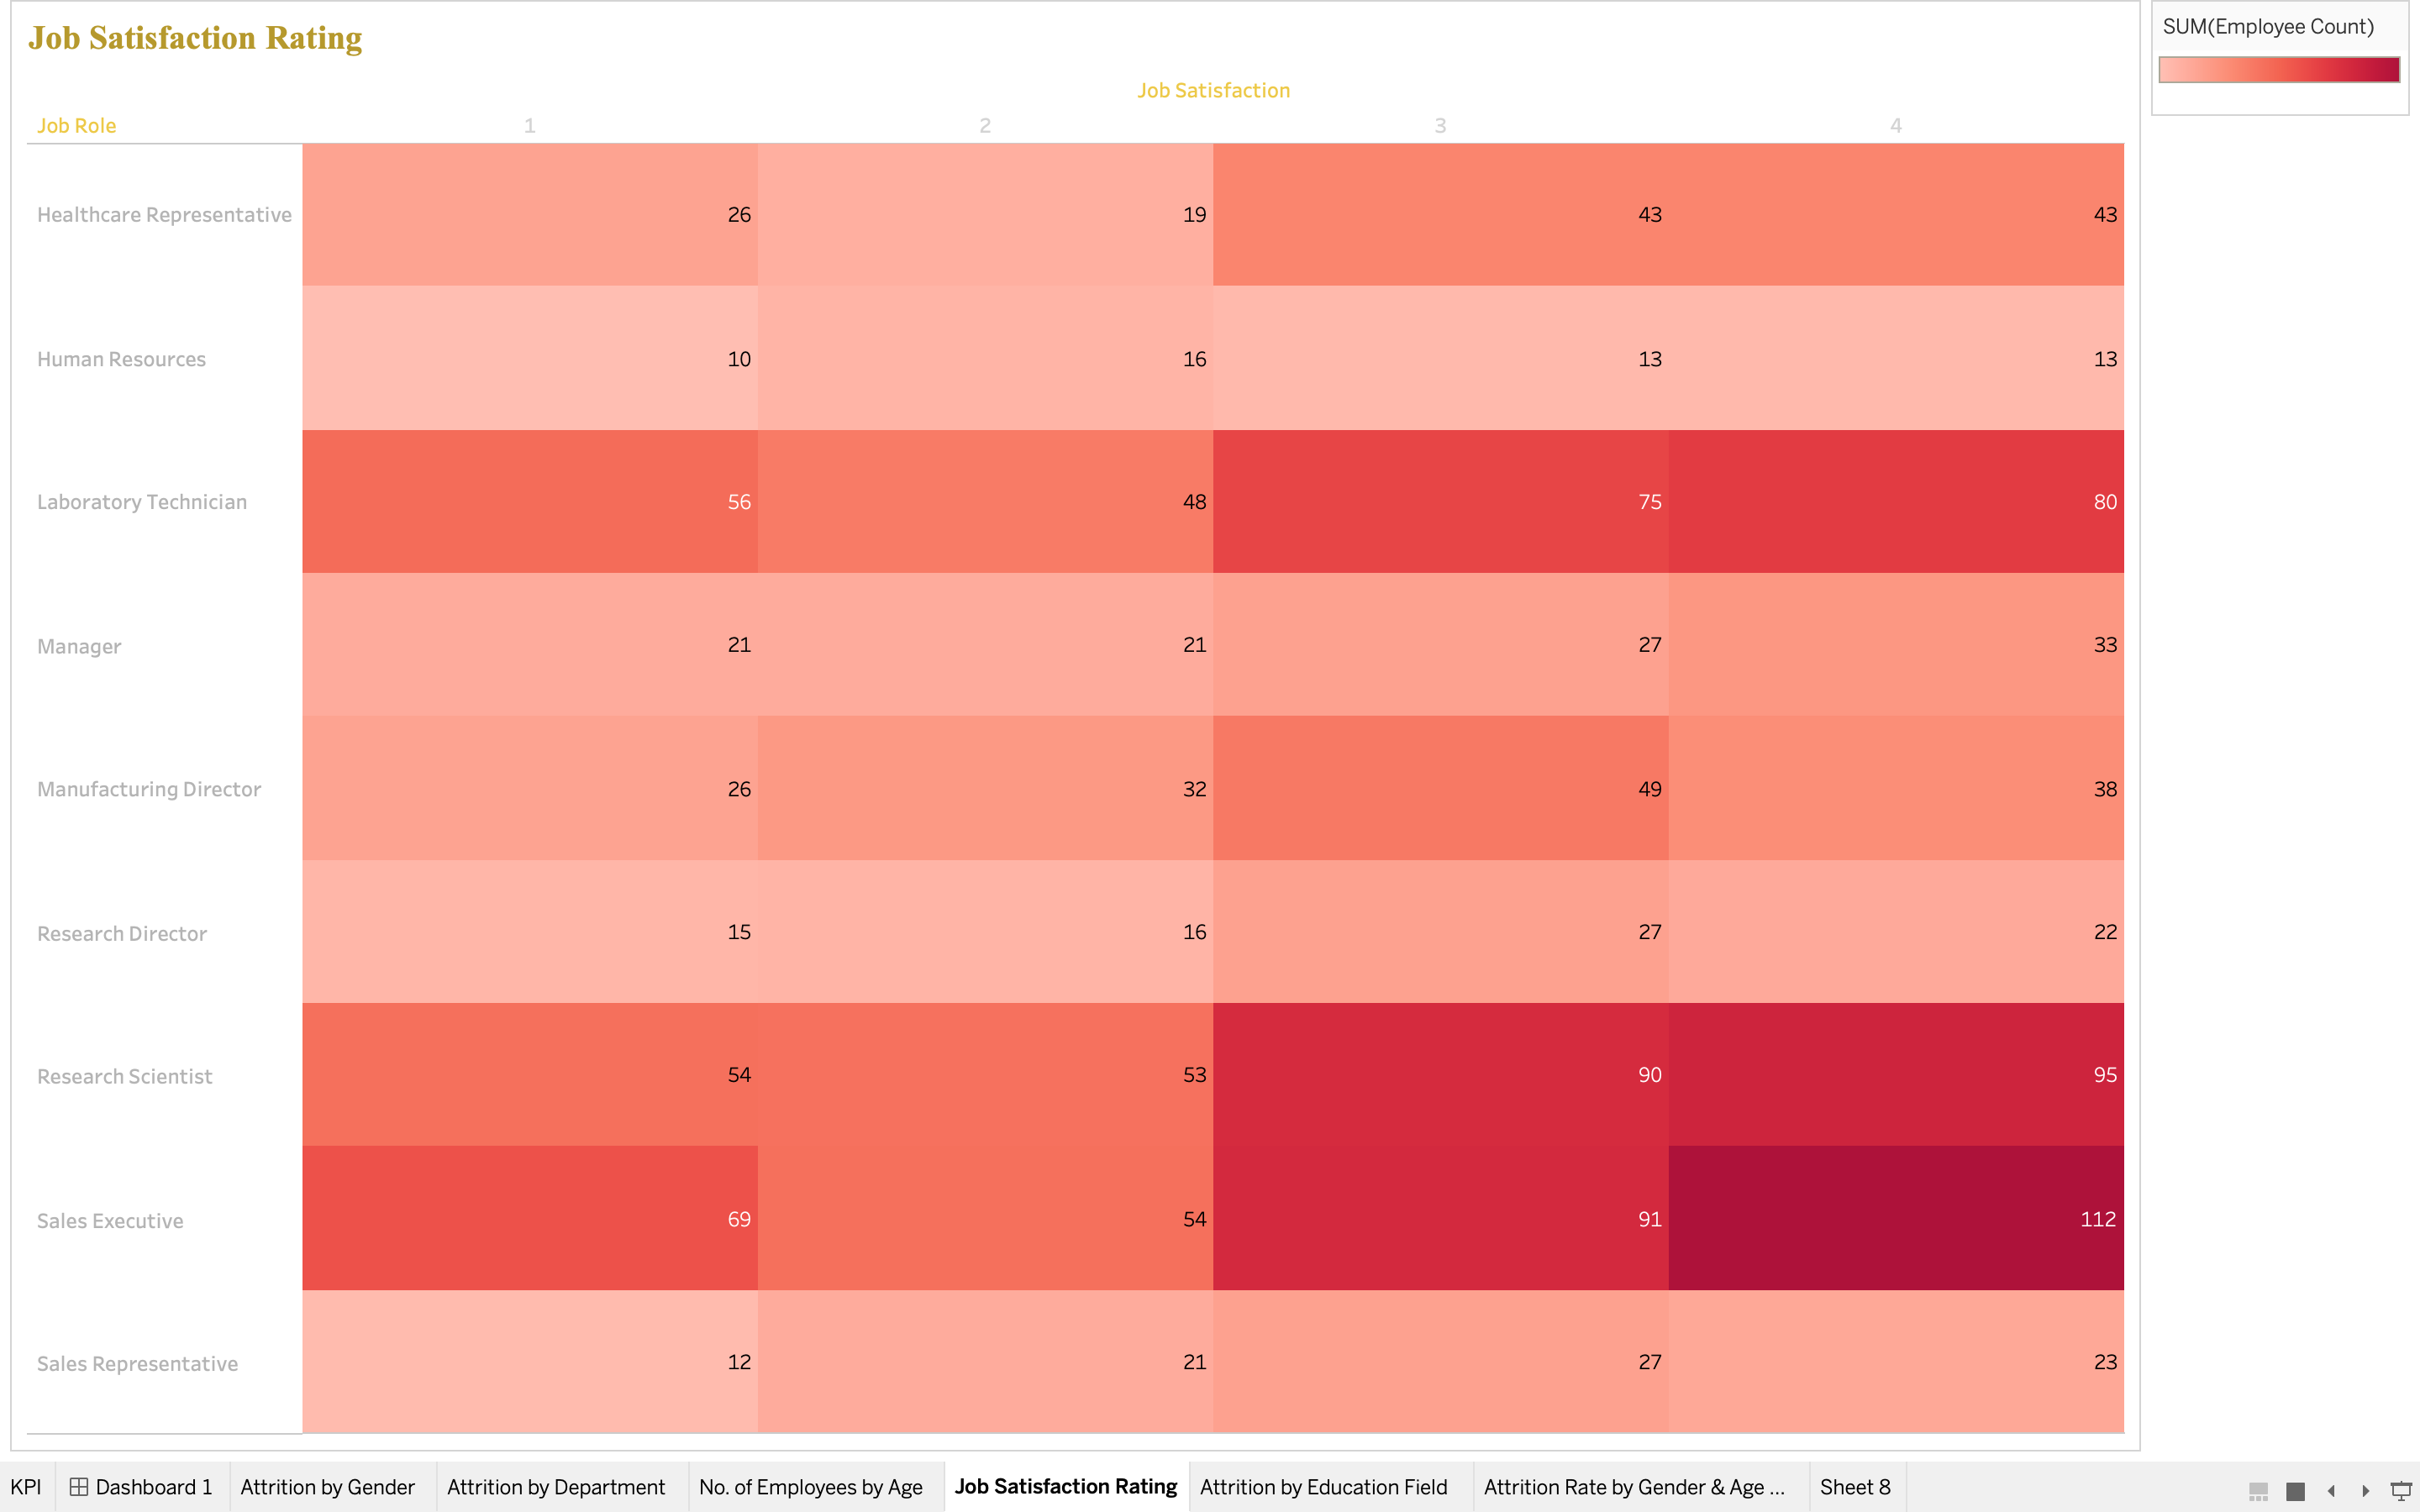 Job Satisfaction Rating
SUM(Employee Count)
Job Satisfaction
Job Role 1 2 3 4
Healthcare Representative 26 19 43 43
Human Resources 10 16 13 13
Laboratory Technician 56 48 75 80
Manager 21 21 27 33
Manufacturing Director 26 32 49 38
Research Director 15 16 27 22
Research Scientist 54 53 90 95
Sales Executive 69 54 91 112
Sales Representative 12 21 27 23
KPI Dashboard 1 Attrition by Gender Attrition by Department No. of Employees by Age Job Satisfaction Rating Attrition by Education Field Attrition Rate by Gender & Age ... Sheet 8